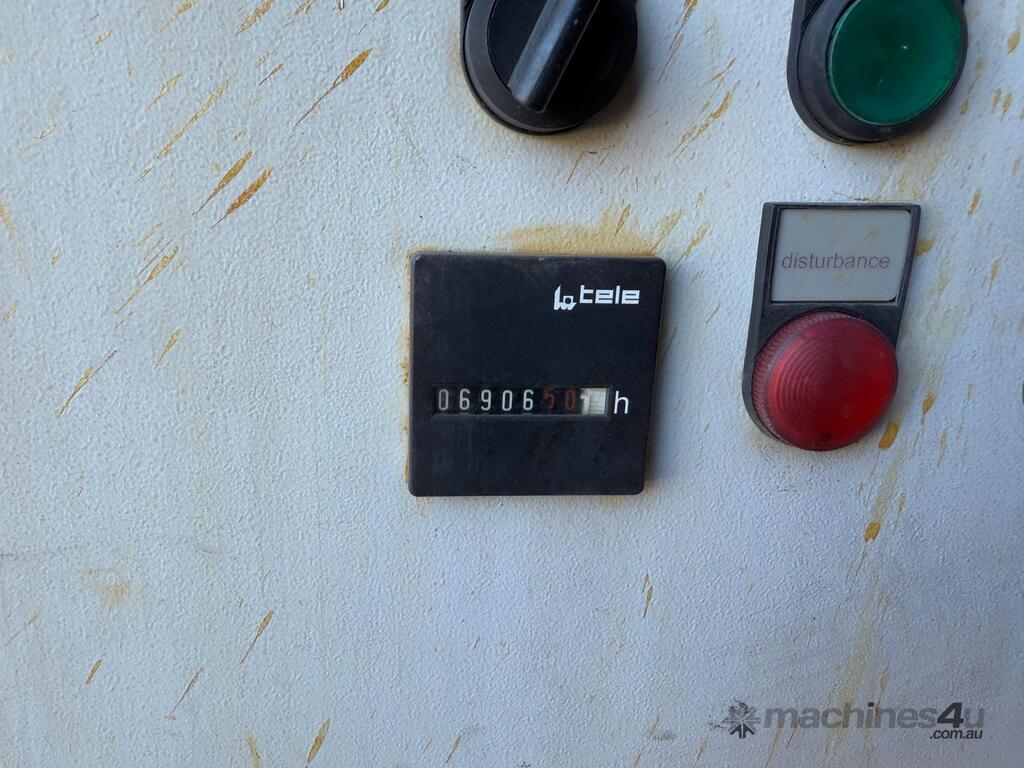 tele
0690650 h
disturbance
machines4u
.com.au